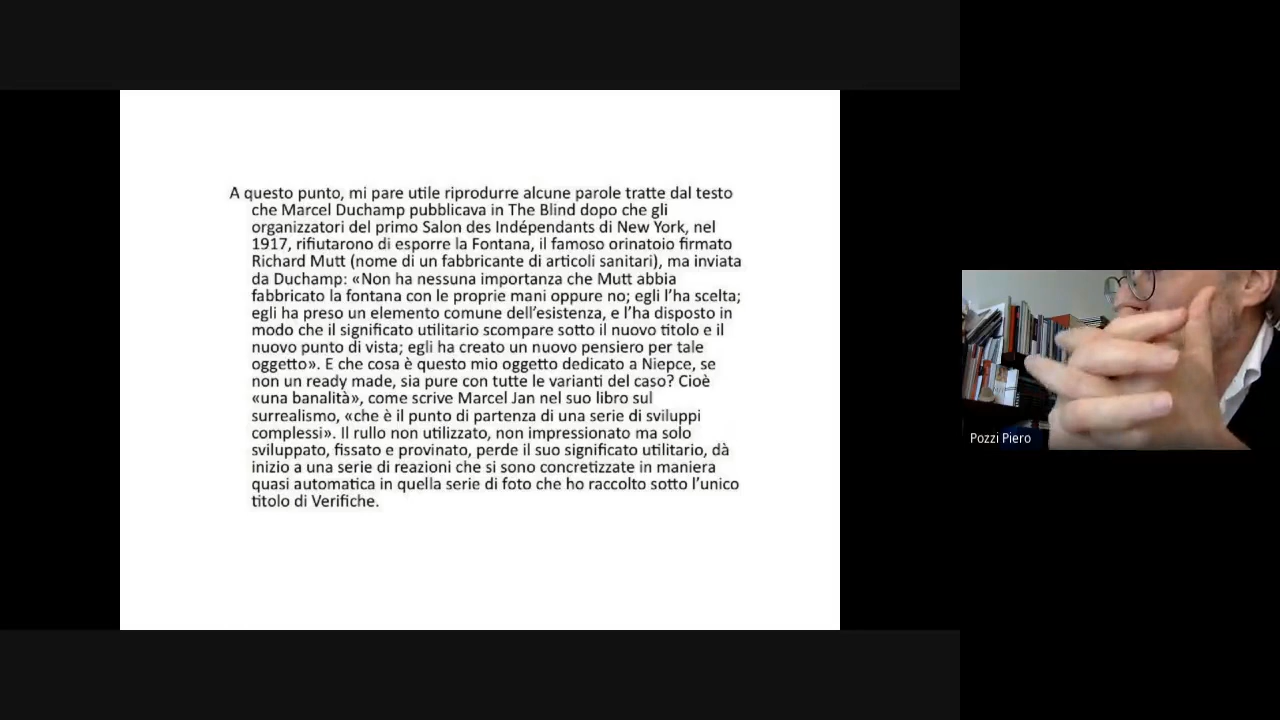 A questo punto, mi pare utile riprodurre alcune parole tratte dal testo
che Marcel Duchamp pubblicava in The Blind dopo che gli
organizzatori del primo Salon des Indépendants di New York, nel
1917, rifiutarono di esporre la Fontana, il famoso orinatoio firmato
Richard Mutt (nome di un fabbricante di articoli sanitari), ma inviata
da Duchamp: «Non ha nessuna importanza che Mutt abbia
fabbricato la fontana con le proprie mani oppure no; egli l’ha scelta;
egli ha preso un elemento comune dell’esistenza, e l’ha disposto in
modo che il significato utilitario scompare sotto il nuovo titolo e il
nuovo punto di vista; egli ha creato un nuovo pensiero per tale
oggetto». E che cosa è questo mio oggetto dedicato a Niepce, se
non un ready made, sia pure con tutte le varianti del caso? Cioè
«una banalità», come scrive Marcel Jan nel suo libro sul
surrealismo, «che è il punto di partenza di una serie di sviluppi
complessi». Il rullo non utilizzato, non impressionato ma solo
sviluppato, fissato e provinato, perde il suo significato utilitario, dà
inizio a una serie di reazioni che si sono concretizzate in maniera
quasi automatica in quella serie di foto che ho raccolto sotto l’unico
titolo di Verifiche.
Pozzi Piero